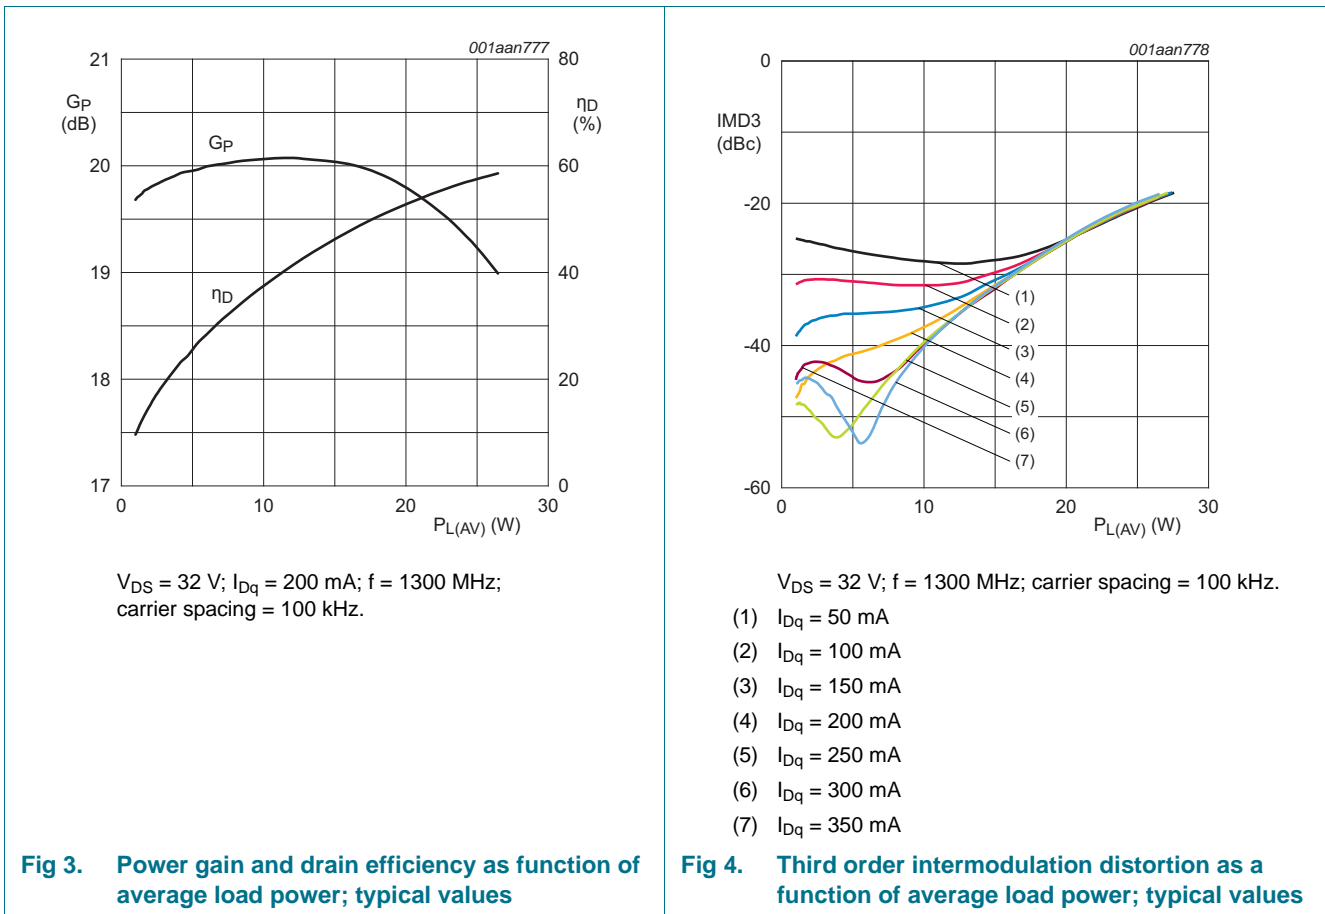 001aan777
21
80
GP
(dB)
ηD
(%)
GP
20
60
19
40
ηD
18
20
17
0
0
10
20
30
PL(AV) (W)
VDS = 32 V; IDq = 200 mA; f = 1300 MHz;
carrier spacing = 100 kHz.
Fig 3. Power gain and drain efficiency as function of
average load power; typical values
001aan778
0
IMD3
(dBc)
-20
(1)
(2)
-40
(3)
(4)
(5)
(6)
(7)
-60
0
10
20
30
PL(AV) (W)
VDS = 32 V; f = 1300 MHz; carrier spacing = 100 kHz.
(1) IDq = 50 mA
(2) IDq = 100 mA
(3) IDq = 150 mA
(4) IDq = 200 mA
(5) IDq = 250 mA
(6) IDq = 300 mA
(7) IDq = 350 mA
Fig 4. Third order intermodulation distortion as a
function of average load power; typical values